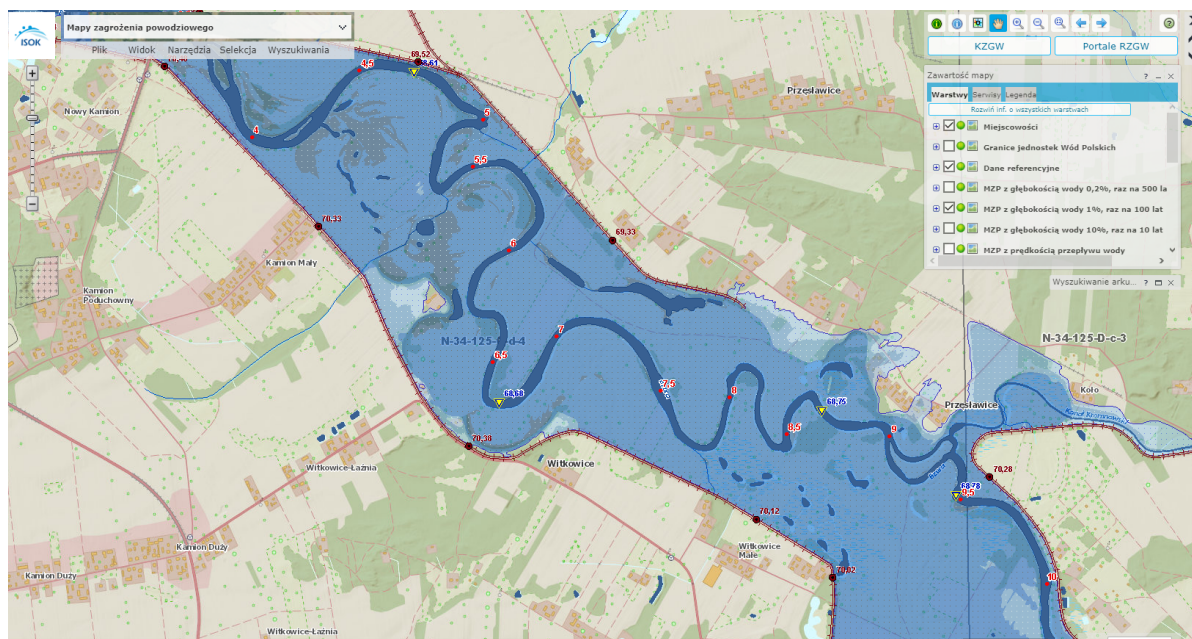 Mapy zagrożenia powodziowego
ISOK
Plik Widok Narzędzia Selekcja Wyszukiwania
KZGW Portale RZGW
Zawartość mapy
Warstwy Serwisy Legenda
Rozwiń inf. o wszystkich warstwach
Miejscowości
Granice jednostek Wód Polskich
Dane referencyjne
MZP z głębokością wody 0,2%, raz na 500 la
MZP z głębokością wody 1%, raz na 100 lat
MZP z głębokością wody 10%, raz na 10 lat
MZP z prędkością przepływu wody
Wyszukiwanie arku...
69,52
4,5
Nowy Kamion
Przesławice
5
4
5,5
70,33
69,33
6
Kamion Mały
Kamion
Poduchowny
7
N-34-125-D-c-3
6,5
68,68
7,5
8
Koło
68,75
Przesławice
8,5
9
70,38
Witkowice
Witkowice-Łaźnia
70,28
68,78
9,5
70,12
Kamion Duży
Witkowice
Małe
Kamion Duży
10
Witkowice-Łaźnia